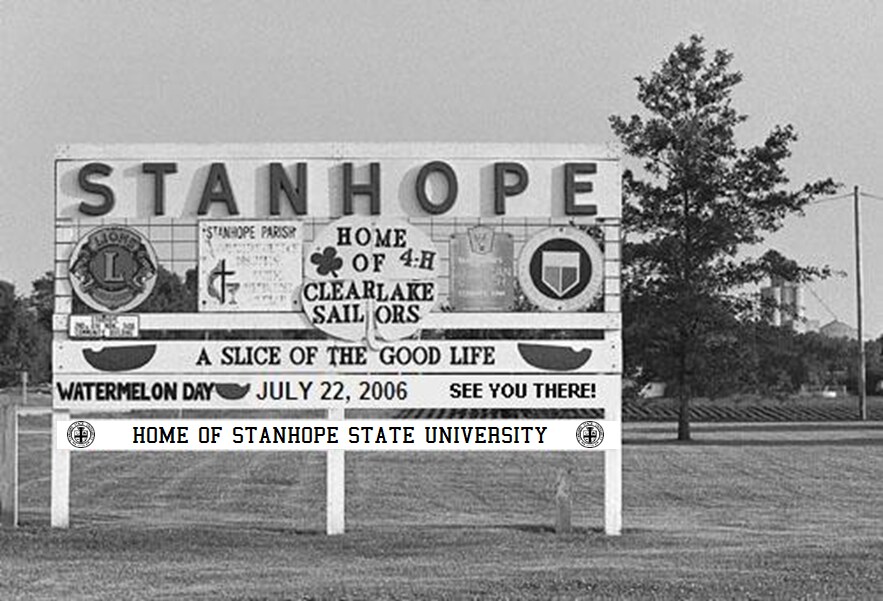 STANHOPE
LIONS
L
STANHOPE PARISH
HOME
OF 4-H
CLEARLAKE
SAILORS
A SLICE OF THE GOOD LIFE
WATERMELON DAY JULY 22, 2006 SEE YOU THERE!
HOME OF STANHOPE STATE UNIVERSITY